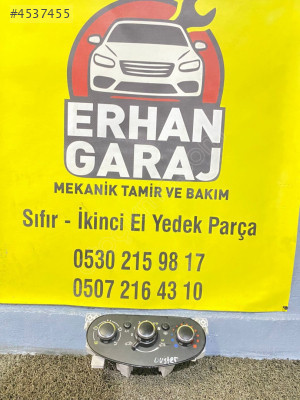 #4537455
ERHAN
GARAJ
MEKANİK TAMİR VE BAKIM
Sıfır - İkinci El Yedek Parça
0530 215 98 17
0507 216 43 10